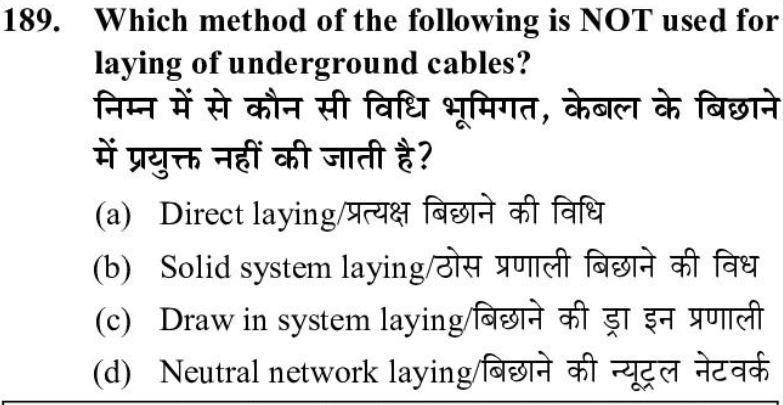 189. Which method of the following is NOT used for
laying of underground cables?
निम्न में से कौन सी विधि भूमिगत, केबल के बिछाने
में प्रयुक्त नहीं की जाती है?
(a) Direct laying/प्रत्यक्ष बिछाने की विधि
(b) Solid system laying/ठोस प्रणाली बिछाने की विध
(c) Draw in system laying/बिछाने की ड्रा इन प्रणाली
(d) Neutral network laying/बिछाने की न्यूट्रल नेटवर्क